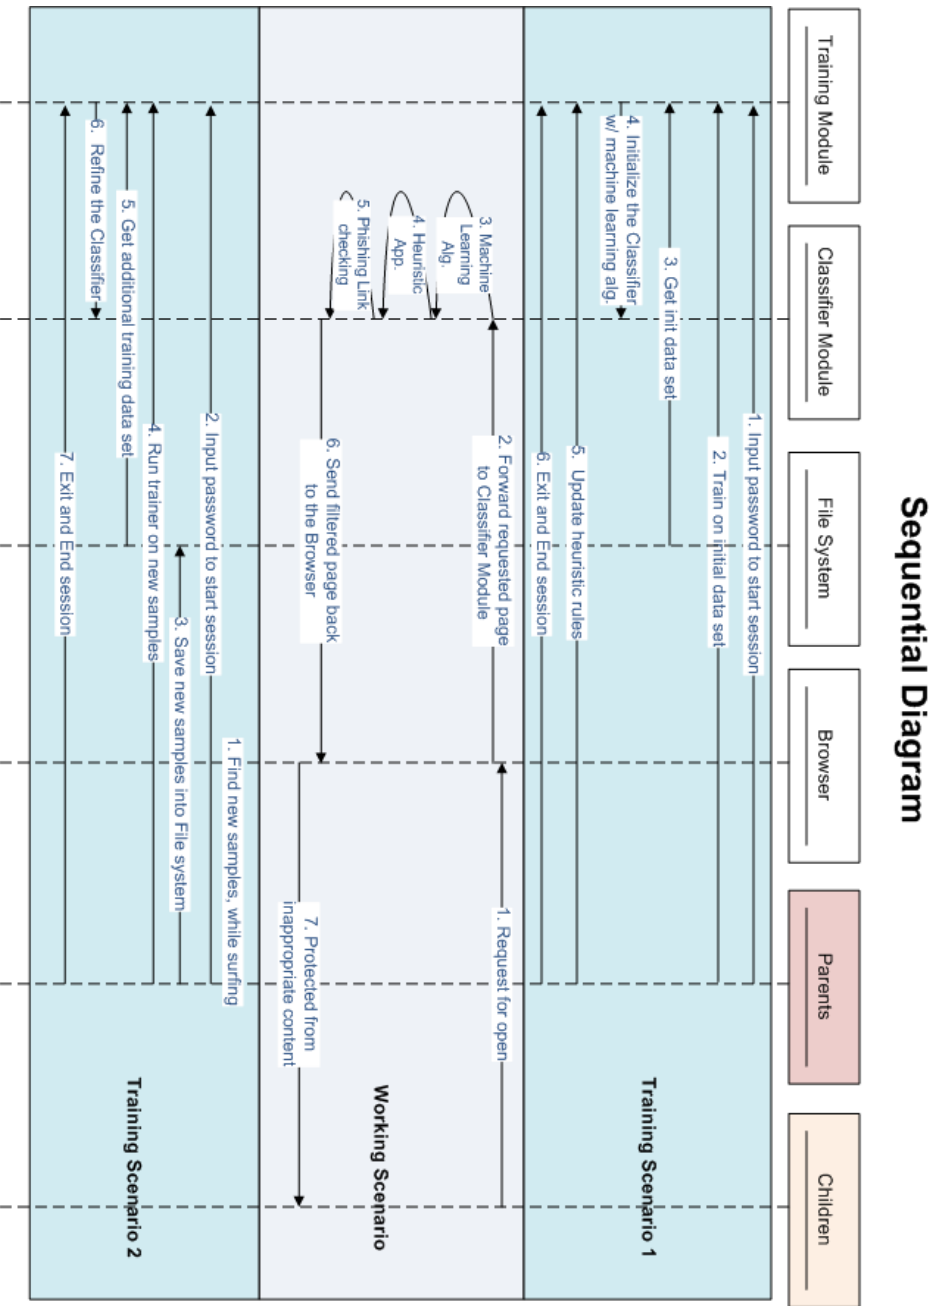 Sequential Diagram
Training Module
Classifier Module
File System
Browser
Parents
Children
1. Input password to start session
2. Train on initial data set
3. Get init data set
4. Initialize the Classifier
w/ machine learning alg.
5. Update heuristic rules
6. Exit and End session
Training Scenario 1
1. Request for open
2. Forward requested page
to Classifier Module
3. Machine
Learning
Alg.
4. Heuristic
App.
5. Phishing Link
checking
6. Send filtered page back
to the Browser
7. Protected from
inappropriate content
Working Scenario
1. Find new samples, while surfing
2. Input password to start session
3. Save new samples into File system
4. Run trainer on new samples
5. Get additional training data set
6. Refine the Classifier
7. Exit and End session
Training Scenario 2